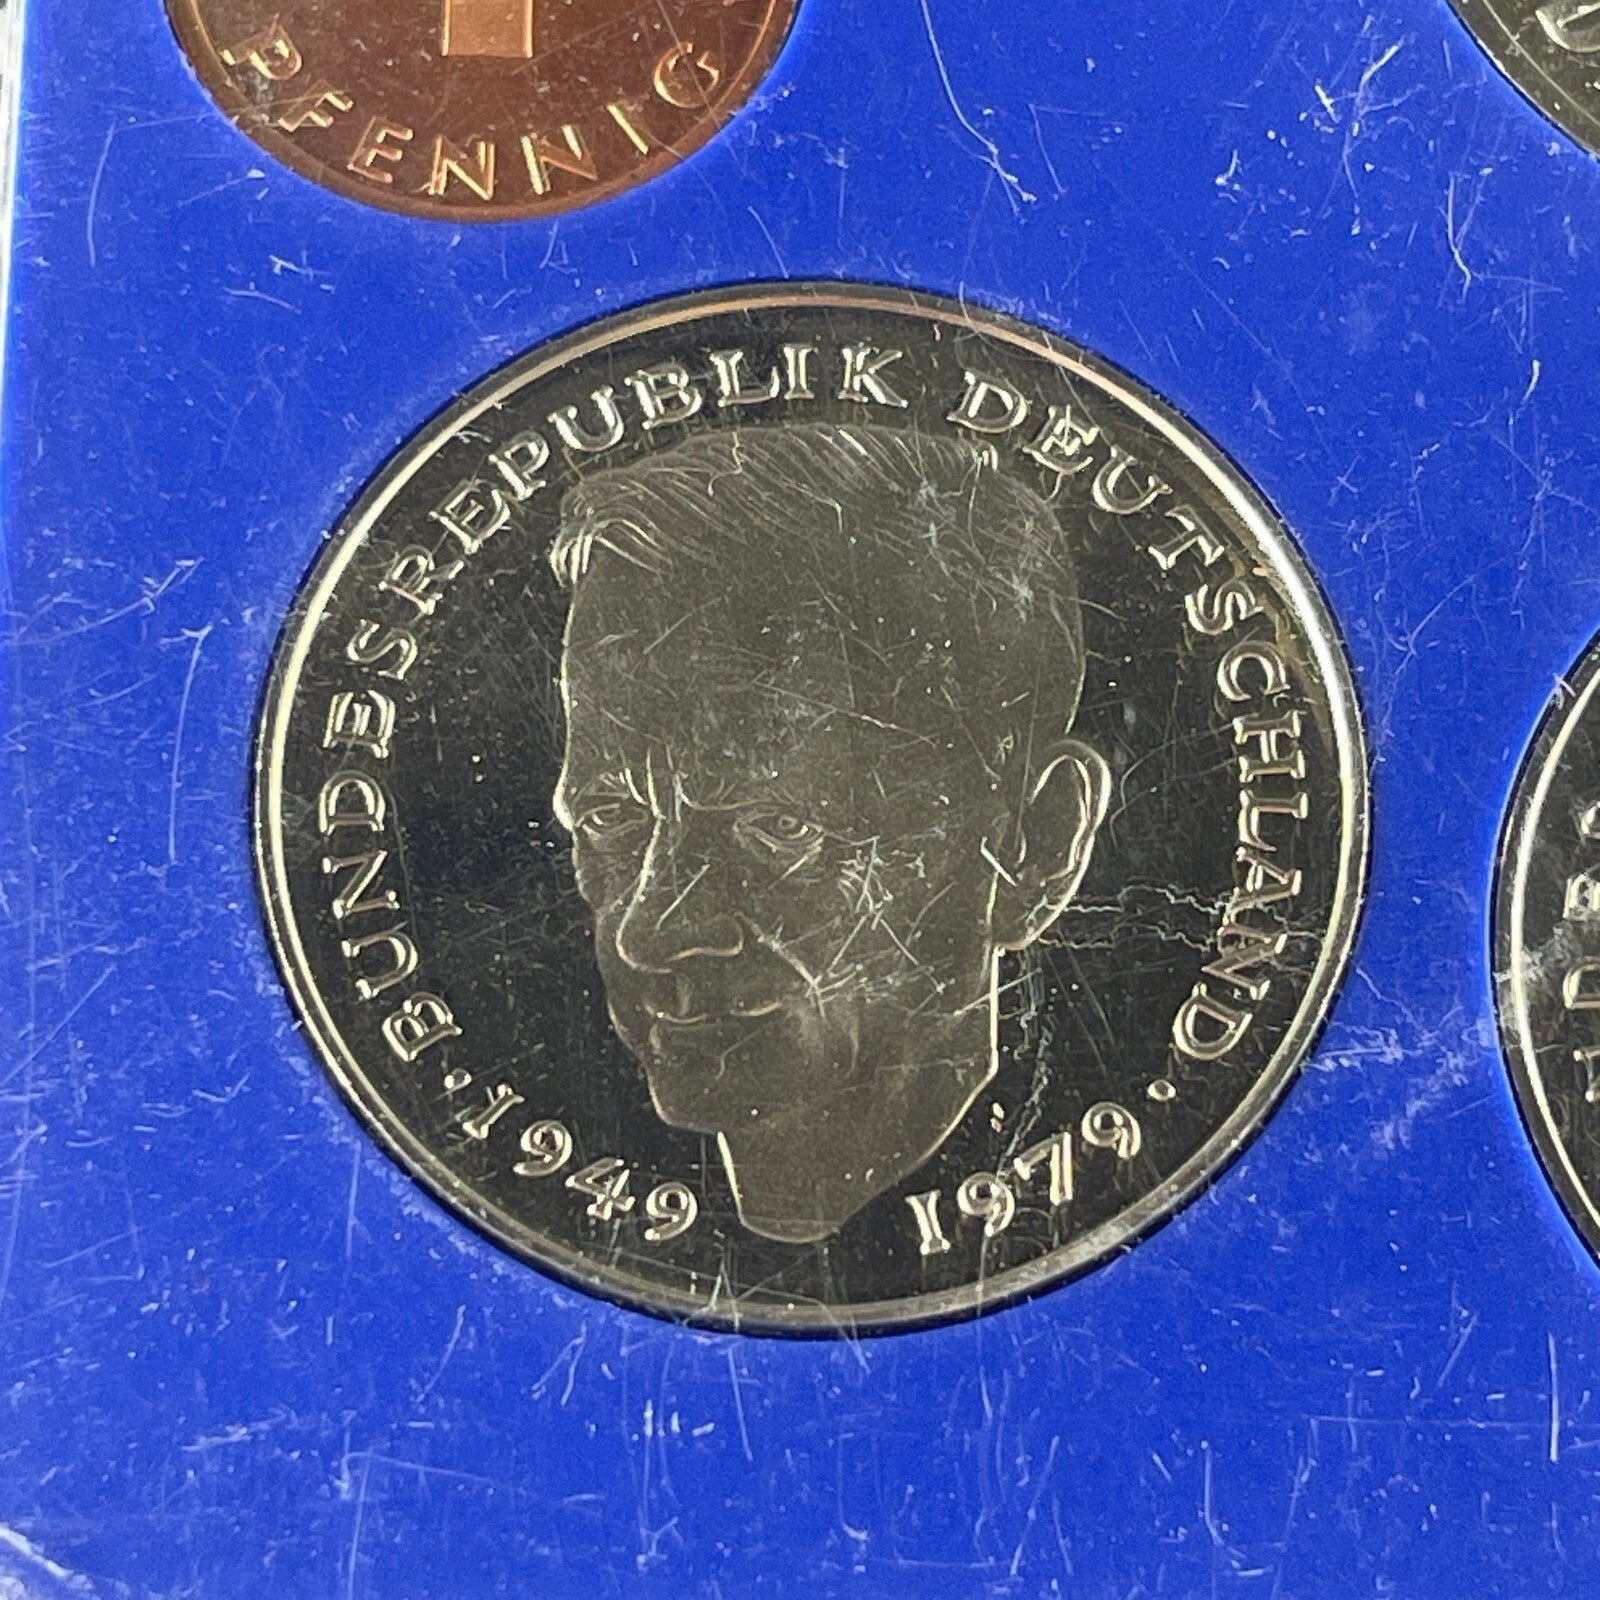 PFENNIG
BUNDESREPUBLIK DEUTSCHLAND · 1949 1979 ·